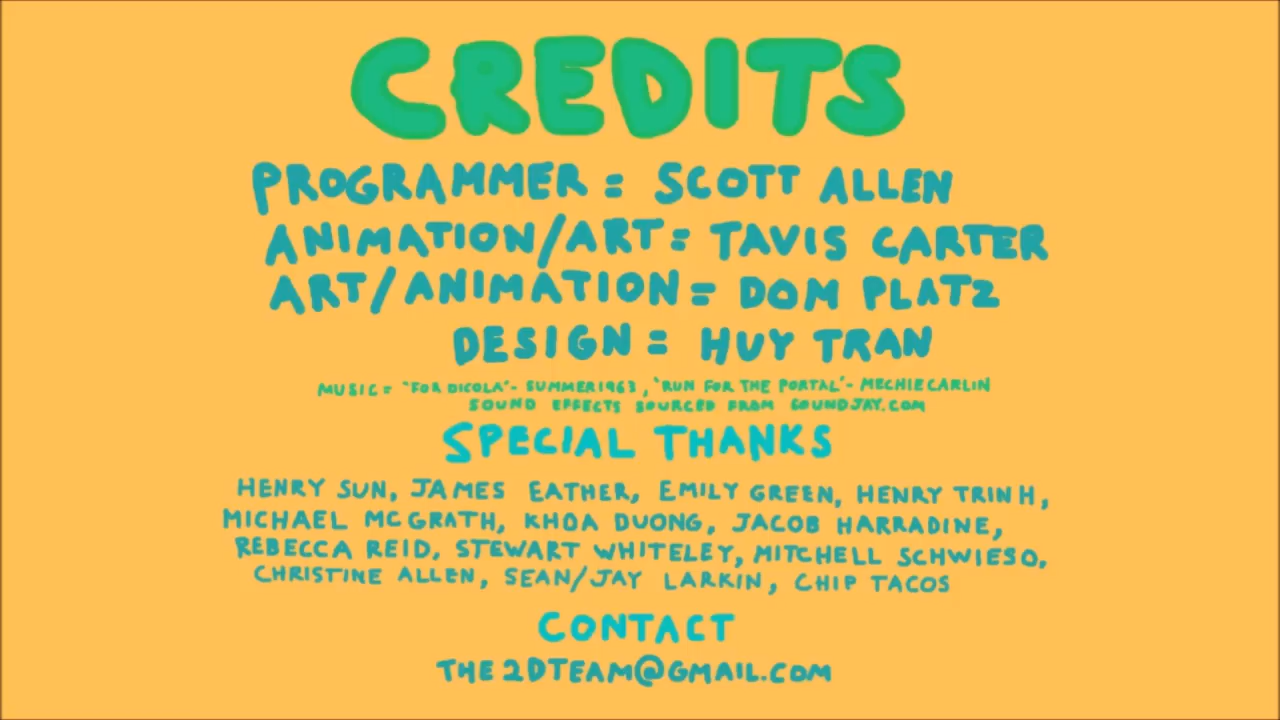 CREDITS
PROGRAMMER = SCOTT ALLEN
ANIMATION/ART = TAVIS CARTER
ART/ANIMATION = DOM PLATZ
DESIGN = HUY TRAN
MUSIC = "FOR DICOLA" - SUMMER1963, "RUN FOR THE PORTAL" - MECHIECARLIN
SOUND EFFECTS SOURCED FROM SOUNDJAY.COM
SPECIAL THANKS
HENRY SUN, JAMES EATHER, EMILY GREEN, HENRY TRINH,
MICHAEL MCGRATH, KHOA DUONG, JACOB HARRADINE,
REBECCA REID, STEWART WHITELEY, MITCHELL SCHWIESO,
CHRISTINE ALLEN, SEAN/JAY LARKIN, CHIP TACOS
CONTACT
THE2DTEAM@GMAIL.COM